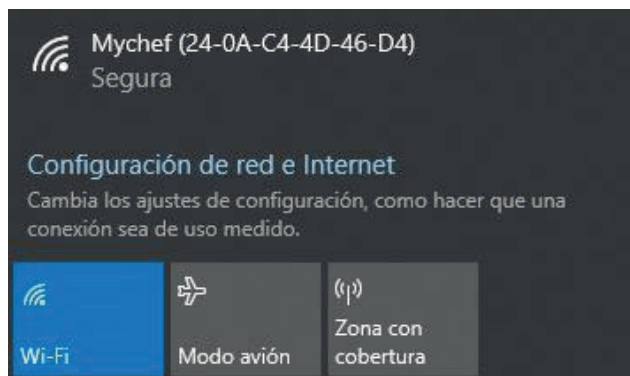 Mychef (24-0A-C4-4D-46-D4)
Segura
Configuración de red e Internet
Cambia los ajustes de configuración, como hacer que una
conexión sea de uso medido.
Wi-Fi
Modo avión
Zona con
cobertura